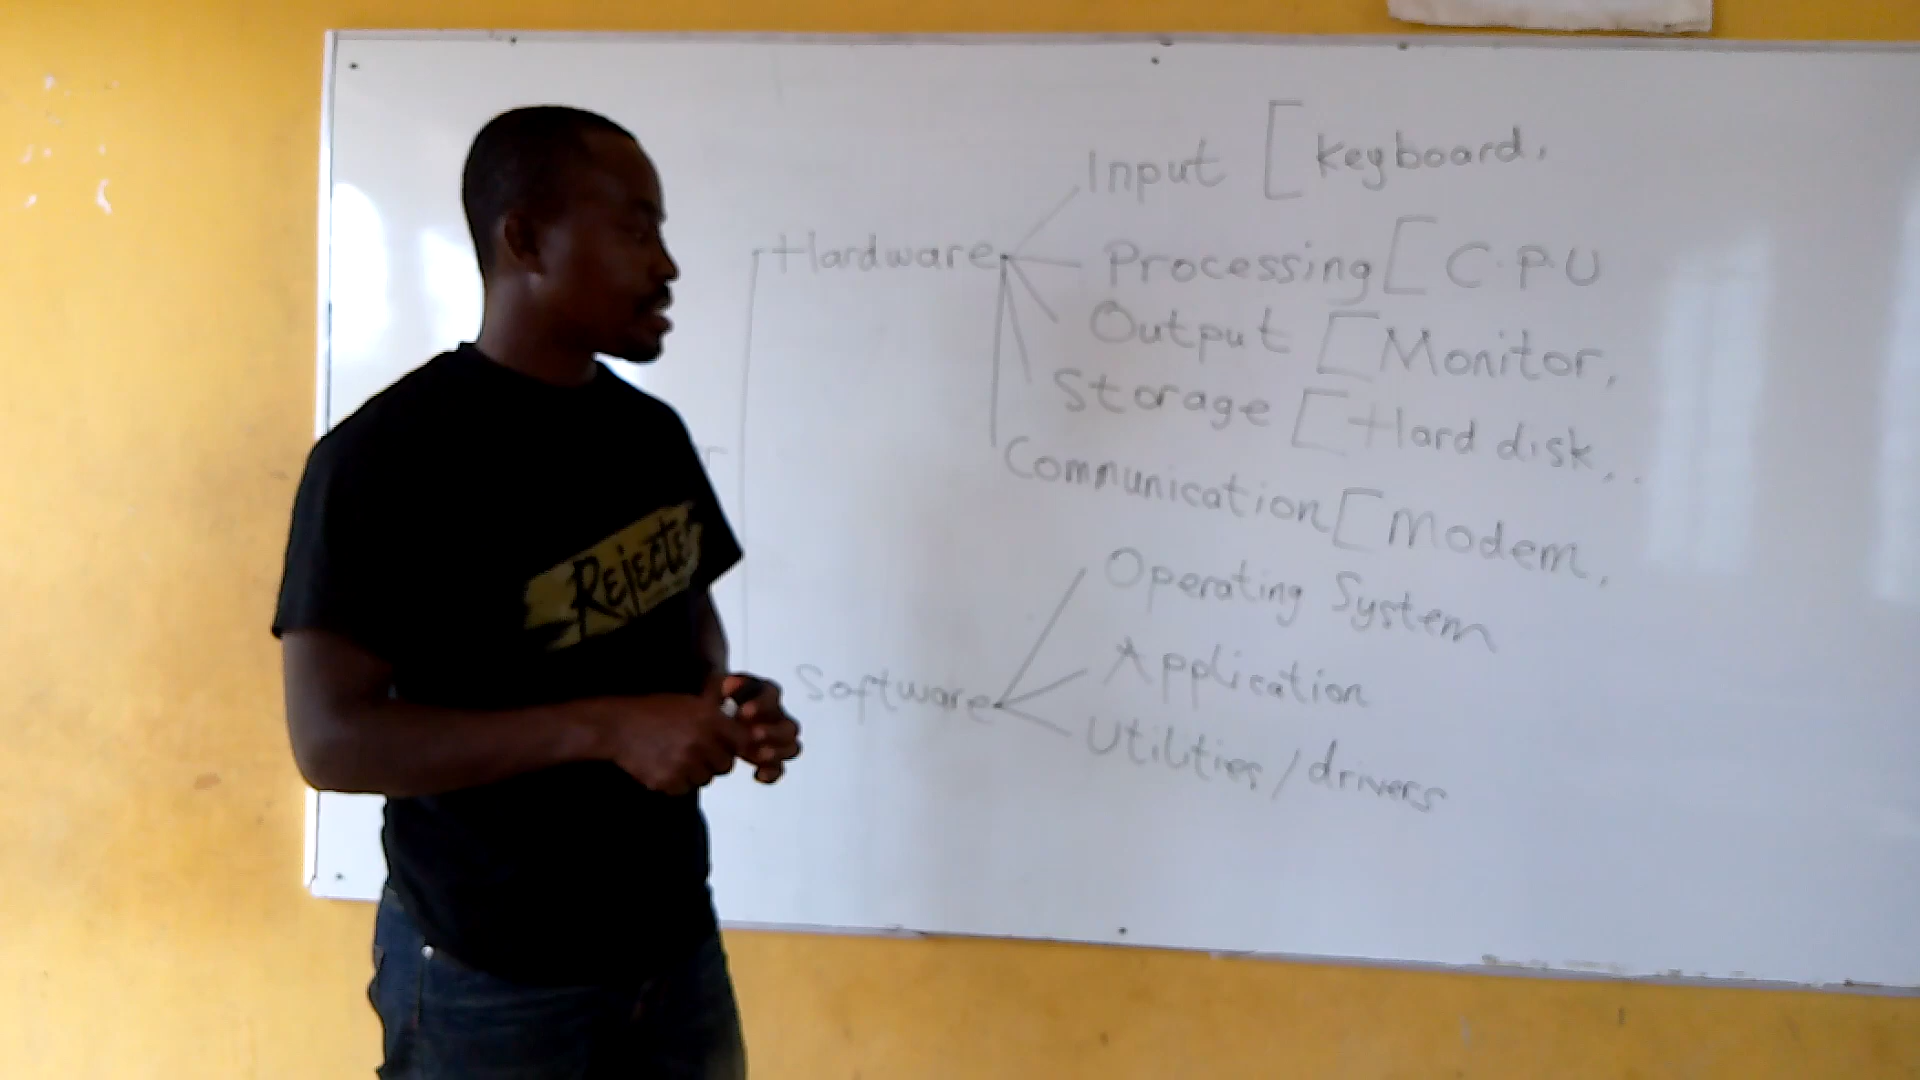 Input [ keyboard,
Hardware
Processing [ C.P.U
Output [ Monitor,
Storage [ Hard disk, ..
Communication [ Modem,
Operating System
Software
Application
Utilities / drivers
Rejects